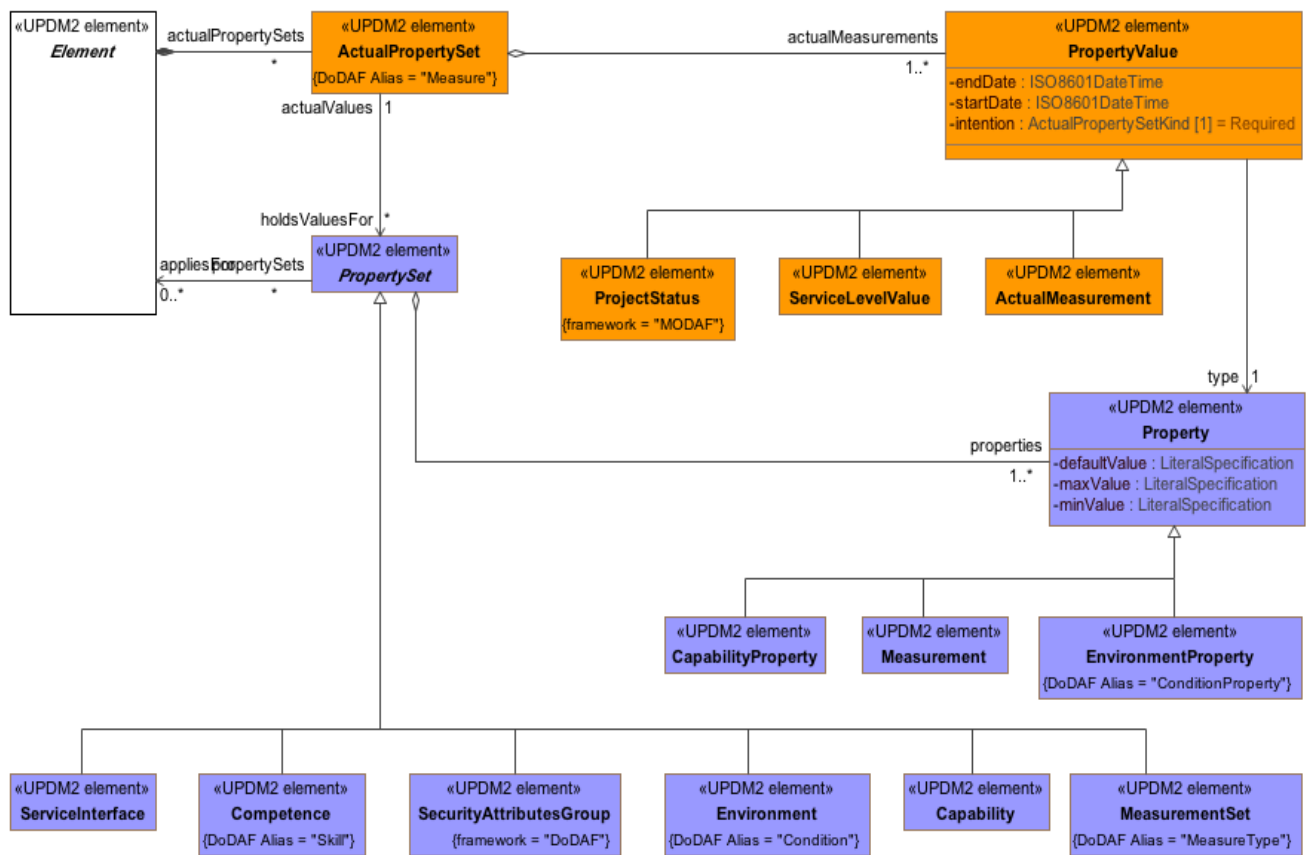 «UPDM2 element»
Element
actualPropertySets
*
«UPDM2 element»
ActualPropertySet
{DoDAF Alias = "Measure"}
actualMeasurements
1..*
«UPDM2 element»
PropertyValue
-endDate : ISO8601DateTime
-startDate : ISO8601DateTime
-intention : ActualPropertySetKind [1] = Required
actualValues
1
holdsValuesFor
*
«UPDM2 element»
PropertySet
appliesFor
propertySets
0..*
*
«UPDM2 element»
ProjectStatus
{framework = "MODAF"}
«UPDM2 element»
ServiceLevelValue
«UPDM2 element»
ActualMeasurement
type
1
«UPDM2 element»
Property
-defaultValue : LiteralSpecification
-maxValue : LiteralSpecification
-minValue : LiteralSpecification
properties
1..*
«UPDM2 element»
CapabilityProperty
«UPDM2 element»
Measurement
«UPDM2 element»
EnvironmentProperty
{DoDAF Alias = "ConditionProperty"}
«UPDM2 element»
ServiceInterface
«UPDM2 element»
Competence
{DoDAF Alias = "Skill"}
«UPDM2 element»
SecurityAttributesGroup
{framework = "DoDAF"}
«UPDM2 element»
Environment
{DoDAF Alias = "Condition"}
«UPDM2 element»
Capability
«UPDM2 element»
MeasurementSet
{DoDAF Alias = "MeasureType"}